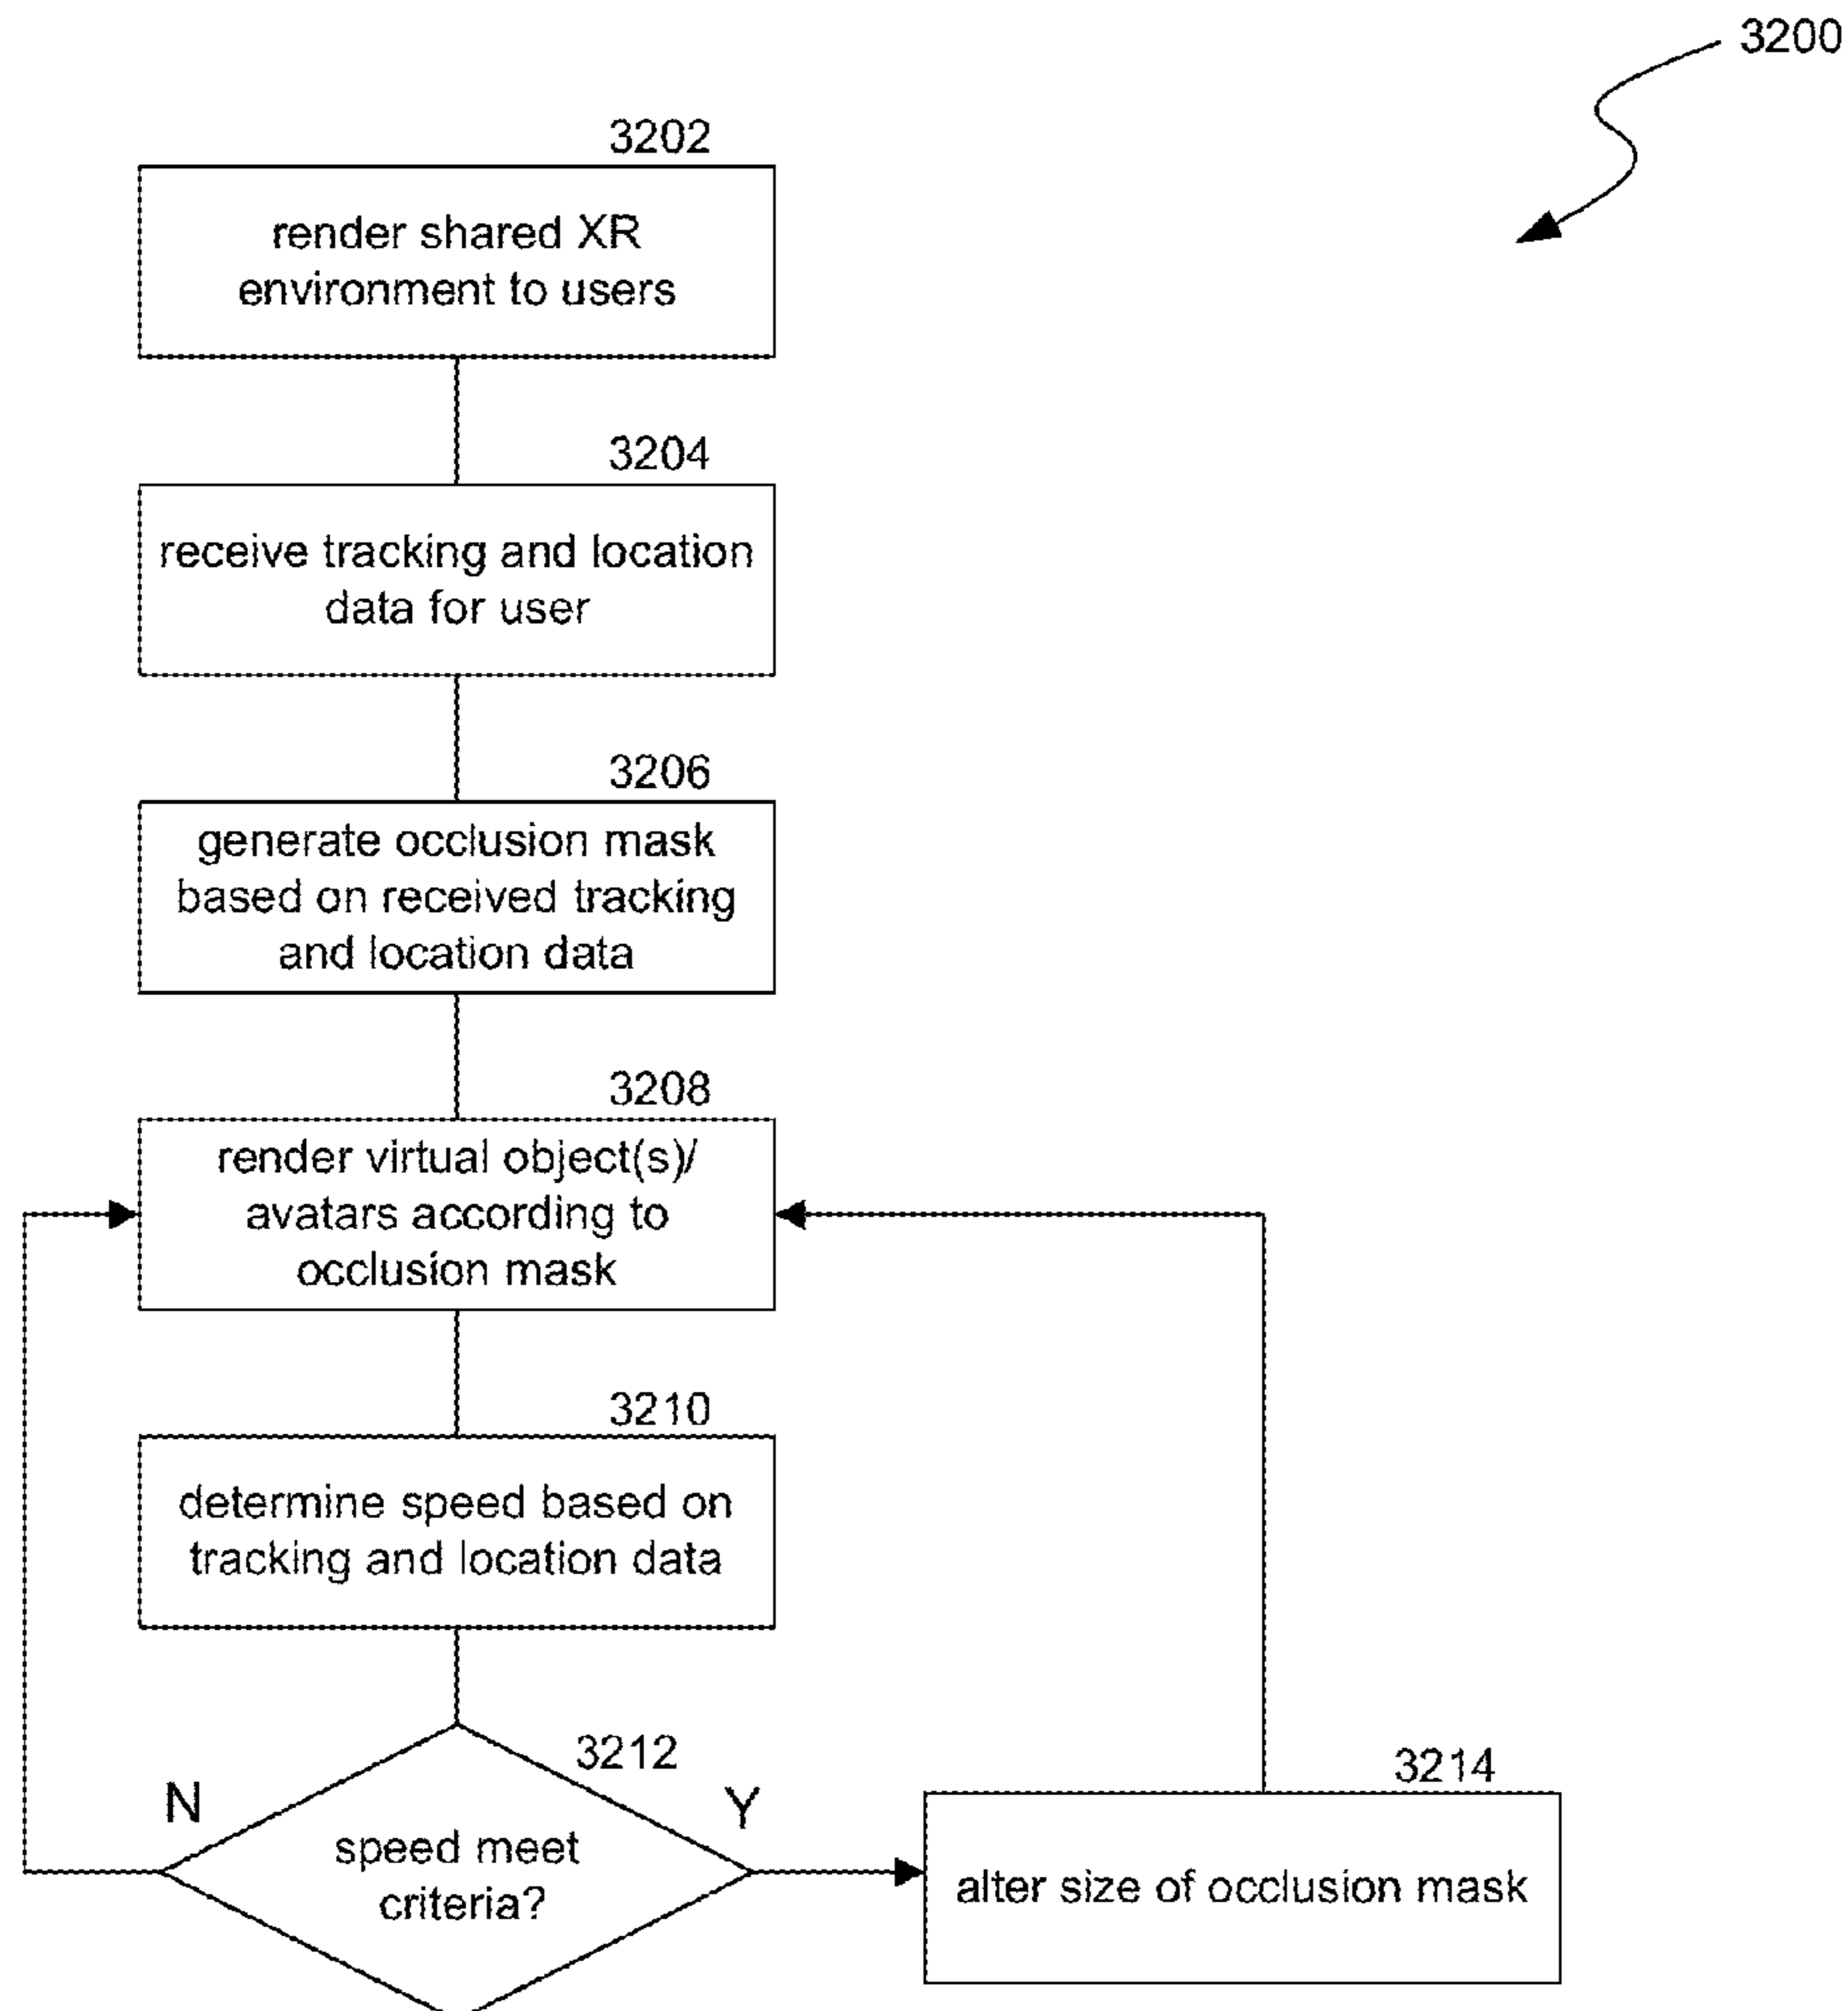 3200
3202
render shared XR
environment to users
3204
receive tracking and location
data for user
3206
generate occlusion mask
based on received tracking
and location data
3208
render virtual object(s)/
avatars according to
occlusion mask
3210
determine speed based on
tracking and location data
3212
N
Y
speed meet
criteria?
3214
alter size of occlusion mask